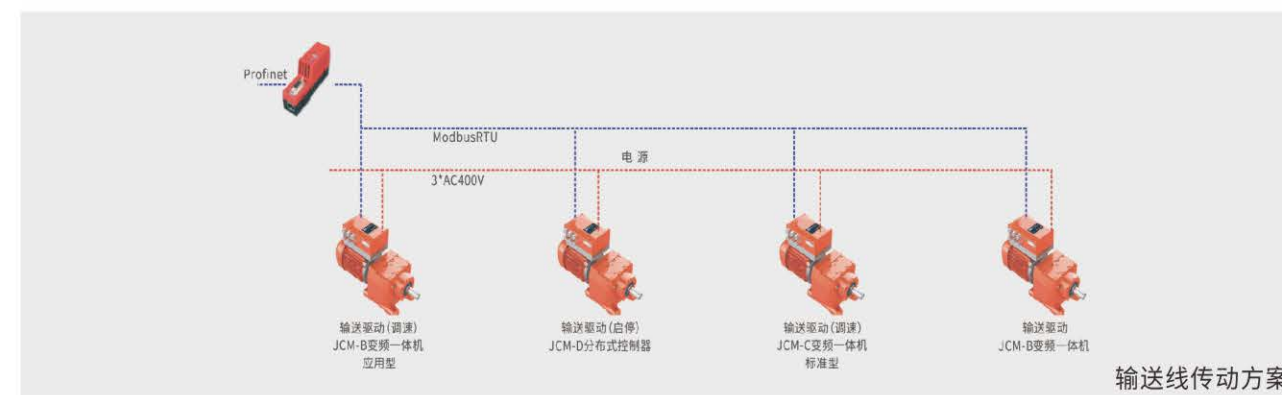 Profinet
ModbusRTU
电 源
3*AC400V
输送驱动(调速)
JCM-B变频一体机
应用型
输送驱动(启停)
JCM-D分布式控制器
输送驱动(调速)
JCM-C变频一体机
标准型
输送驱动
JCM-B变频一体机
输送线传动方案